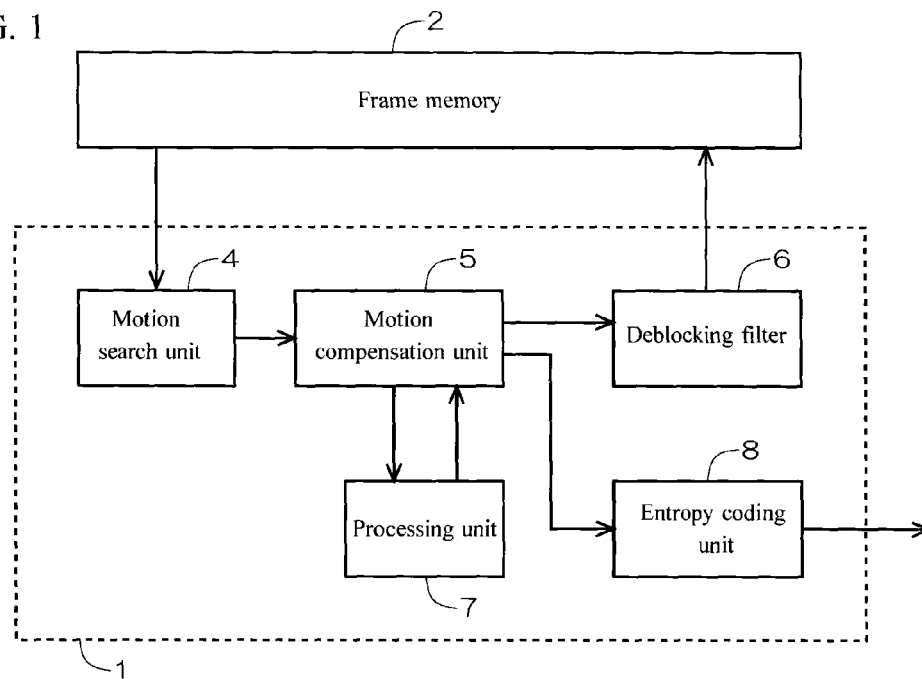 G. 1
2
Frame memory
4
5
6
Motion
search unit
Motion
compensation unit
Deblocking filter
8
Processing unit
Entropy coding
unit
7
1